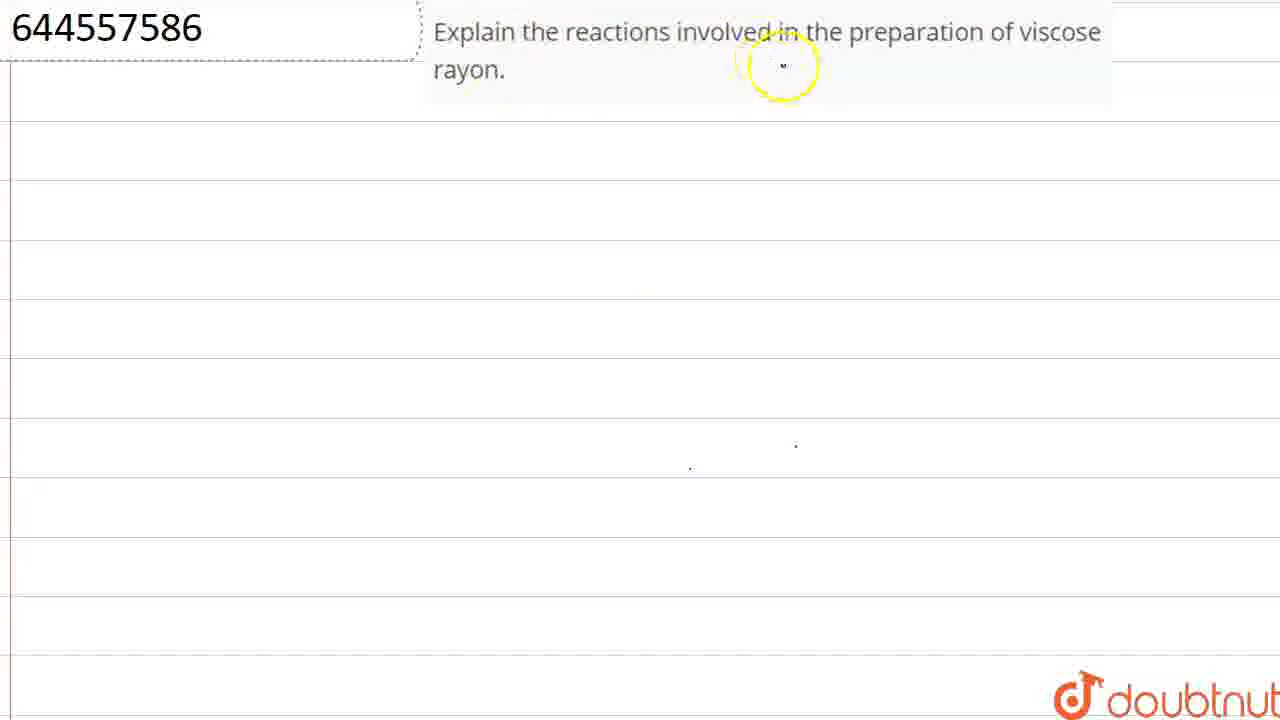 644557586
Explain the reactions involved in the preparation of viscose
rayon.
doubtnut